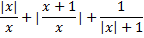 |x|/x + |(x+1)/x| + 1/(|x|+1)